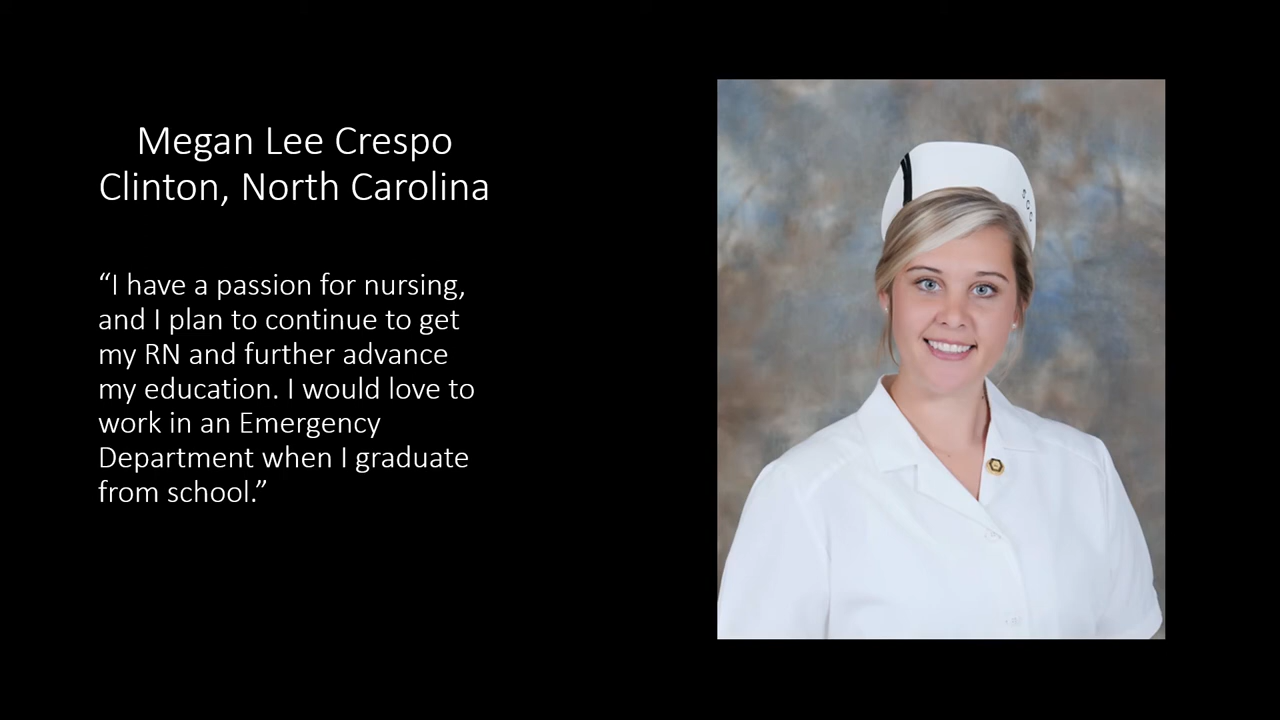 Megan Lee Crespo
Clinton, North Carolina
“I have a passion for nursing,
and I plan to continue to get
my RN and further advance
my education. I would love to
work in an Emergency
Department when I graduate
from school.”
SCC